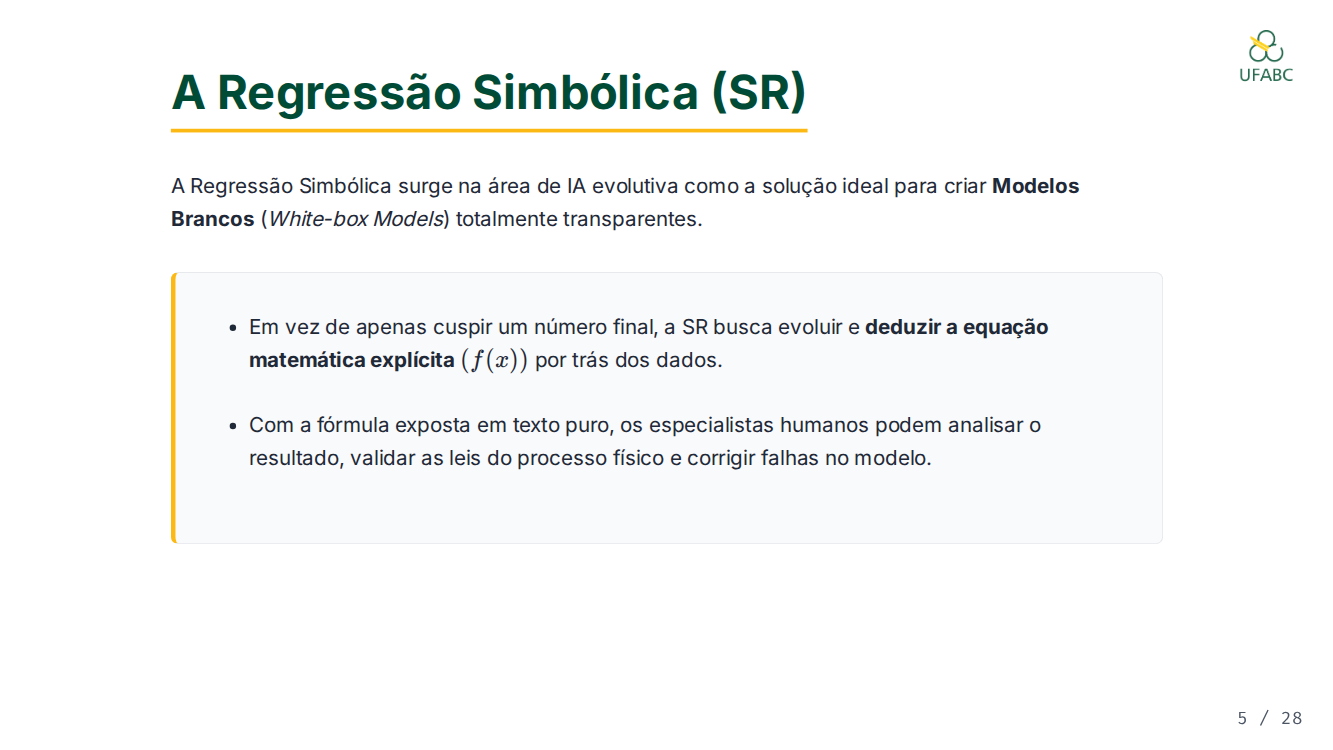 UFABC
A Regressão Simbólica (SR)
A Regressão Simbólica surge na área de IA evolutiva como a solução ideal para criar Modelos
Brancos (White-box Models) totalmente transparentes.
• Em vez de apenas cuspir um número final, a SR busca evoluir e deduzir a equação
matemática explícita (f(x)) por trás dos dados.
• Com a fórmula exposta em texto puro, os especialistas humanos podem analisar o
resultado, validar as leis do processo físico e corrigir falhas no modelo.
5 / 28